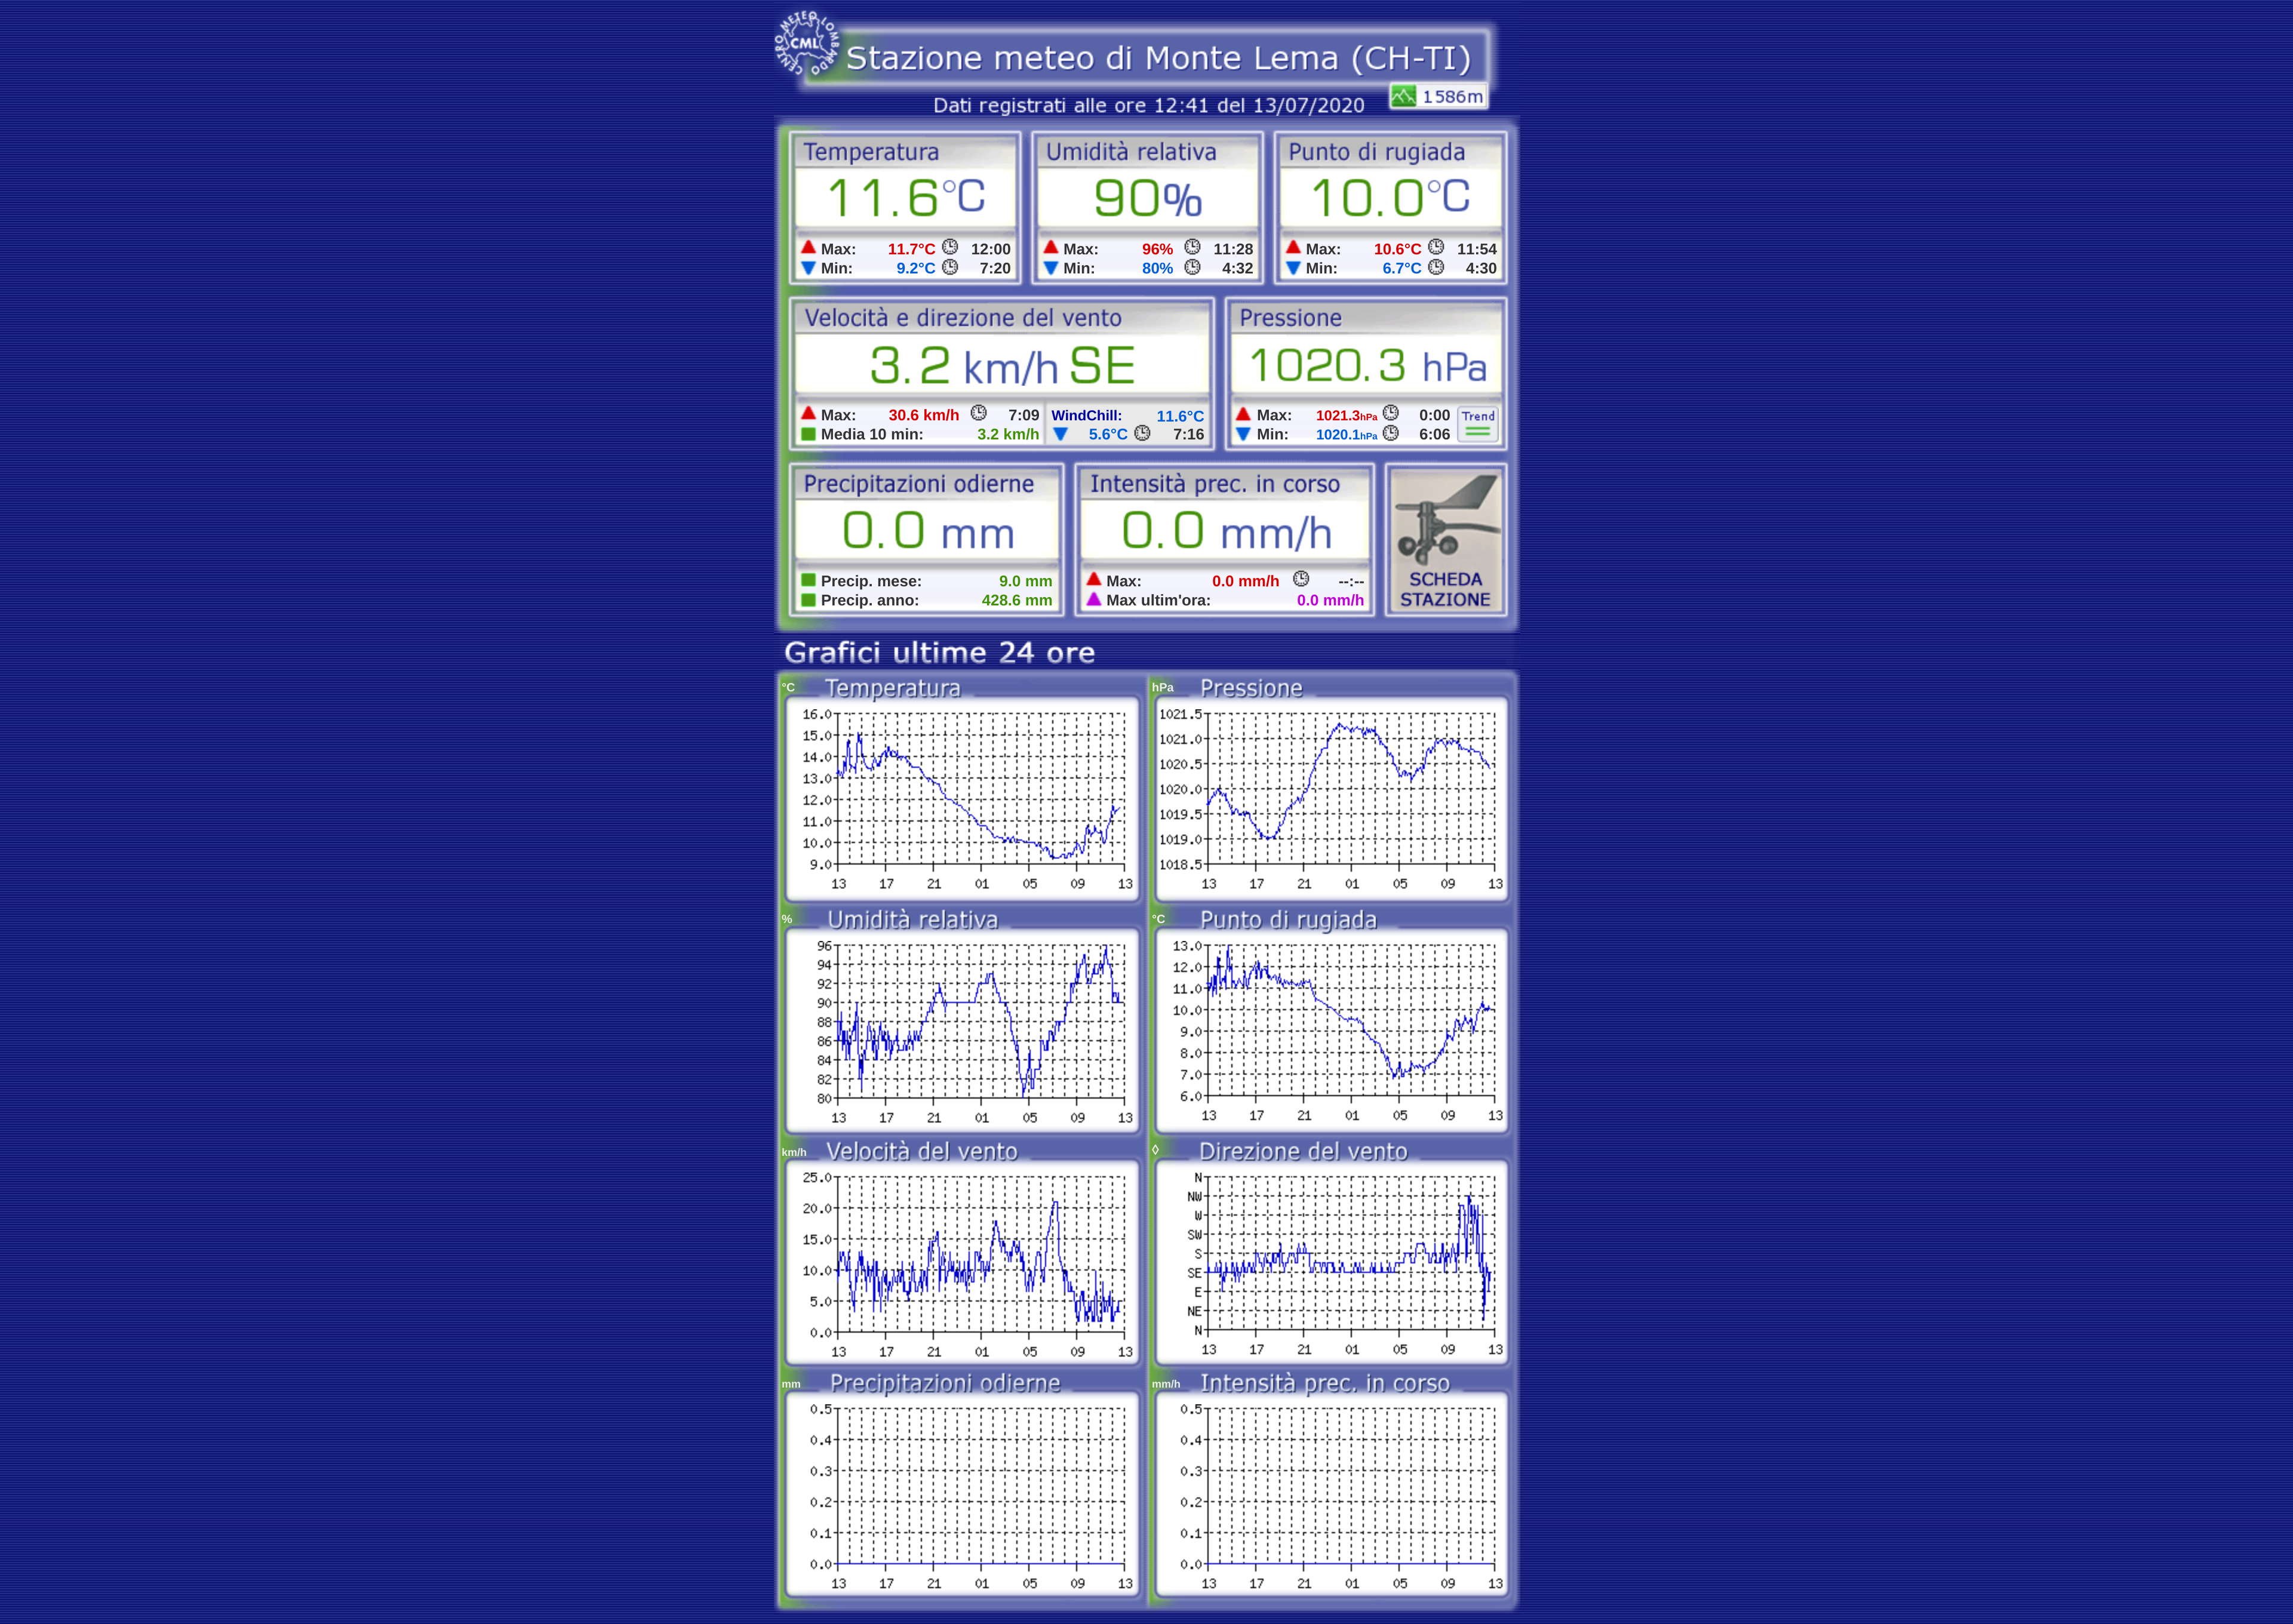 CENTRO METEO LOMBARDO
CML
Stazione meteo di Monte Lema (CH-TI)
1586m
Dati registrati alle ore 12:41 del 13/07/2020
Temperatura
11.6°C
Max: 11.7°C 12:00
Min: 9.2°C 7:20
Umidità relativa
90%
Max: 96% 11:28
Min: 80% 4:32
Punto di rugiada
10.0°C
Max: 10.6°C 11:54
Min: 6.7°C 4:30
Velocità e direzione del vento
3.2 km/h SE
Max: 30.6 km/h 7:09
Media 10 min: 3.2 km/h
WindChill: 11.6°C
5.6°C 7:16
Pressione
1020.3 hPa
Max: 1021.3hPa 0:00
Min: 1020.1hPa 6:06
Trend
Precipitazioni odierne
0.0 mm
Precip. mese: 9.0 mm
Precip. anno: 428.6 mm
Intensità prec. in corso
0.0 mm/h
Max: 0.0 mm/h --:--
Max ultim'ora: 0.0 mm/h
SCHEDA
STAZIONE
Grafici ultime 24 ore
°C Temperatura
16.0
15.0
14.0
13.0
12.0
11.0
10.0
9.0
13 17 21 01 05 09 13
hPa Pressione
1021.5
1021.0
1020.5
1020.0
1019.5
1019.0
1018.5
13 17 21 01 05 09 13
% Umidità relativa
96
94
92
90
88
86
84
82
80
13 17 21 01 05 09 13
°C Punto di rugiada
13.0
12.0
11.0
10.0
9.0
8.0
7.0
6.0
13 17 21 01 05 09 13
km/h Velocità del vento
25.0
20.0
15.0
10.0
5.0
0.0
13 17 21 01 05 09 13
◊ Direzione del vento
N
NW
W
SW
S
SE
E
NE
N
13 17 21 01 05 09 13
mm Precipitazioni odierne
0.5
0.4
0.3
0.2
0.1
0.0
13 17 21 01 05 09 13
mm/h Intensità prec. in corso
0.5
0.4
0.3
0.2
0.1
0.0
13 17 21 01 05 09 13